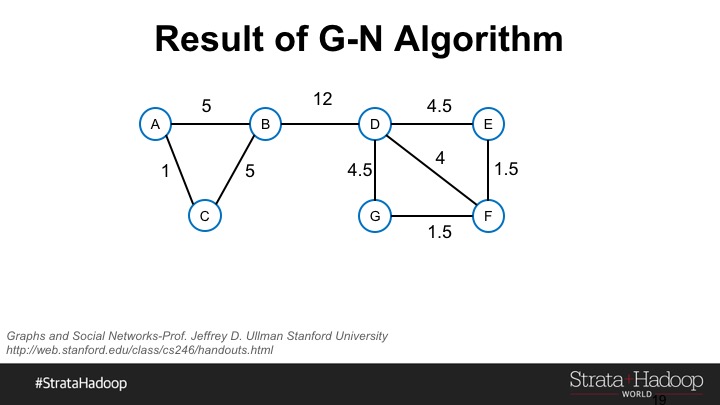 Result of G-N Algorithm
5
12
4.5
A
B
D
E
1
5
4.5
4
1.5
C
G
F
1.5
Graphs and Social Networks-Prof. Jeffrey D. Ullman Stanford University
http://web.stanford.edu/class/cs246/handouts.html
#StrataHadoop
Strata+Hadoop
WORLD
19